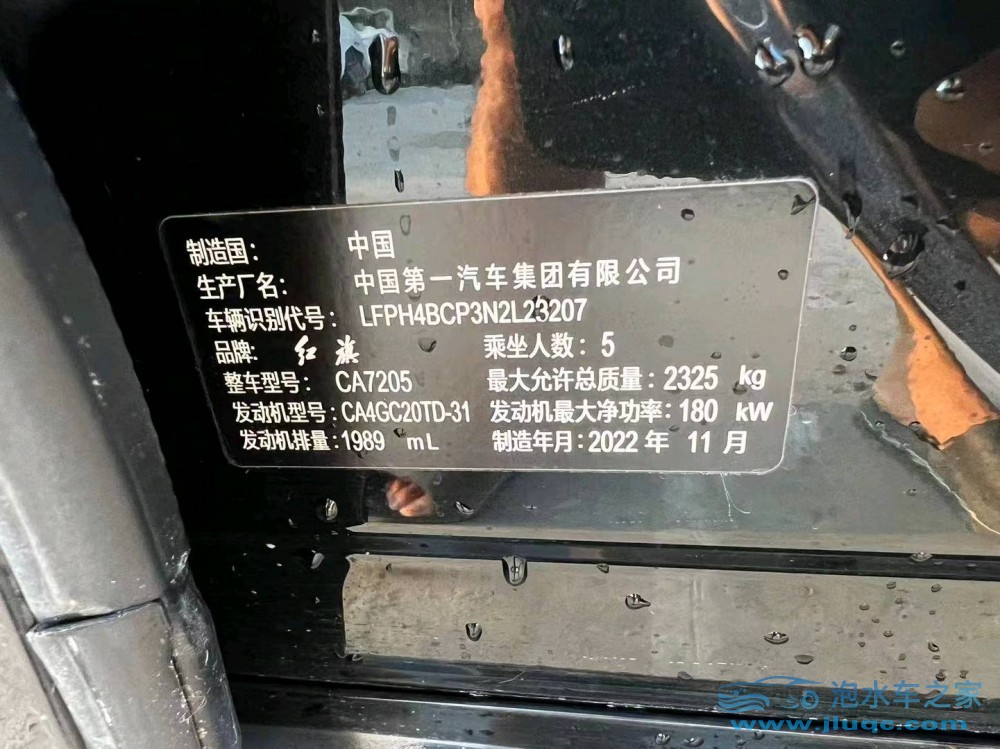 制造国: 中国
生产厂名: 中国第一汽车集团有限公司
车辆识别代号: LFPH4BCP3N2L23207
品牌: 红旗 乘坐人数: 5
整车型号: CA7205 最大允许总质量: 2325 kg
发动机型号: CA4GC20TD-31 发动机最大净功率: 180 kW
发动机排量: 1989 mL 制造年月: 2022 年 11 月
泡水车之家
www.jluqc.com